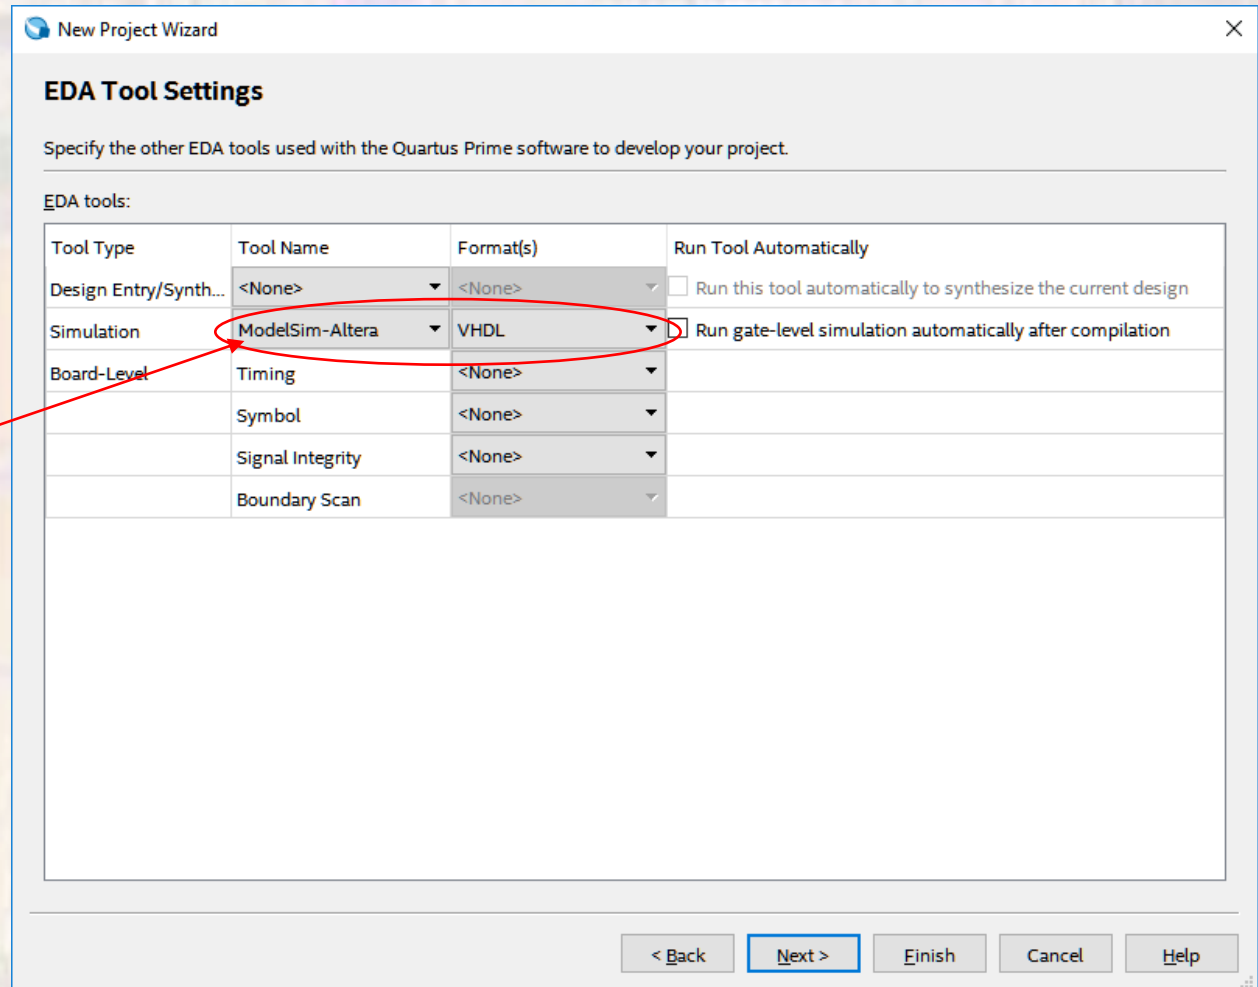 New Project Wizard
EDA Tool Settings
Specify the other EDA tools used with the Quartus Prime software to develop your project.
EDA tools:
Tool Type Tool Name Format(s) Run Tool Automatically
Design Entry/Synth... <None> <None> Run this tool automatically to synthesize the current design
Simulation ModelSim-Altera VHDL Run gate-level simulation automatically after compilation
Board-Level Timing <None>
Symbol <None>
Signal Integrity <None>
Boundary Scan <None>
< Back Next > Finish Cancel Help